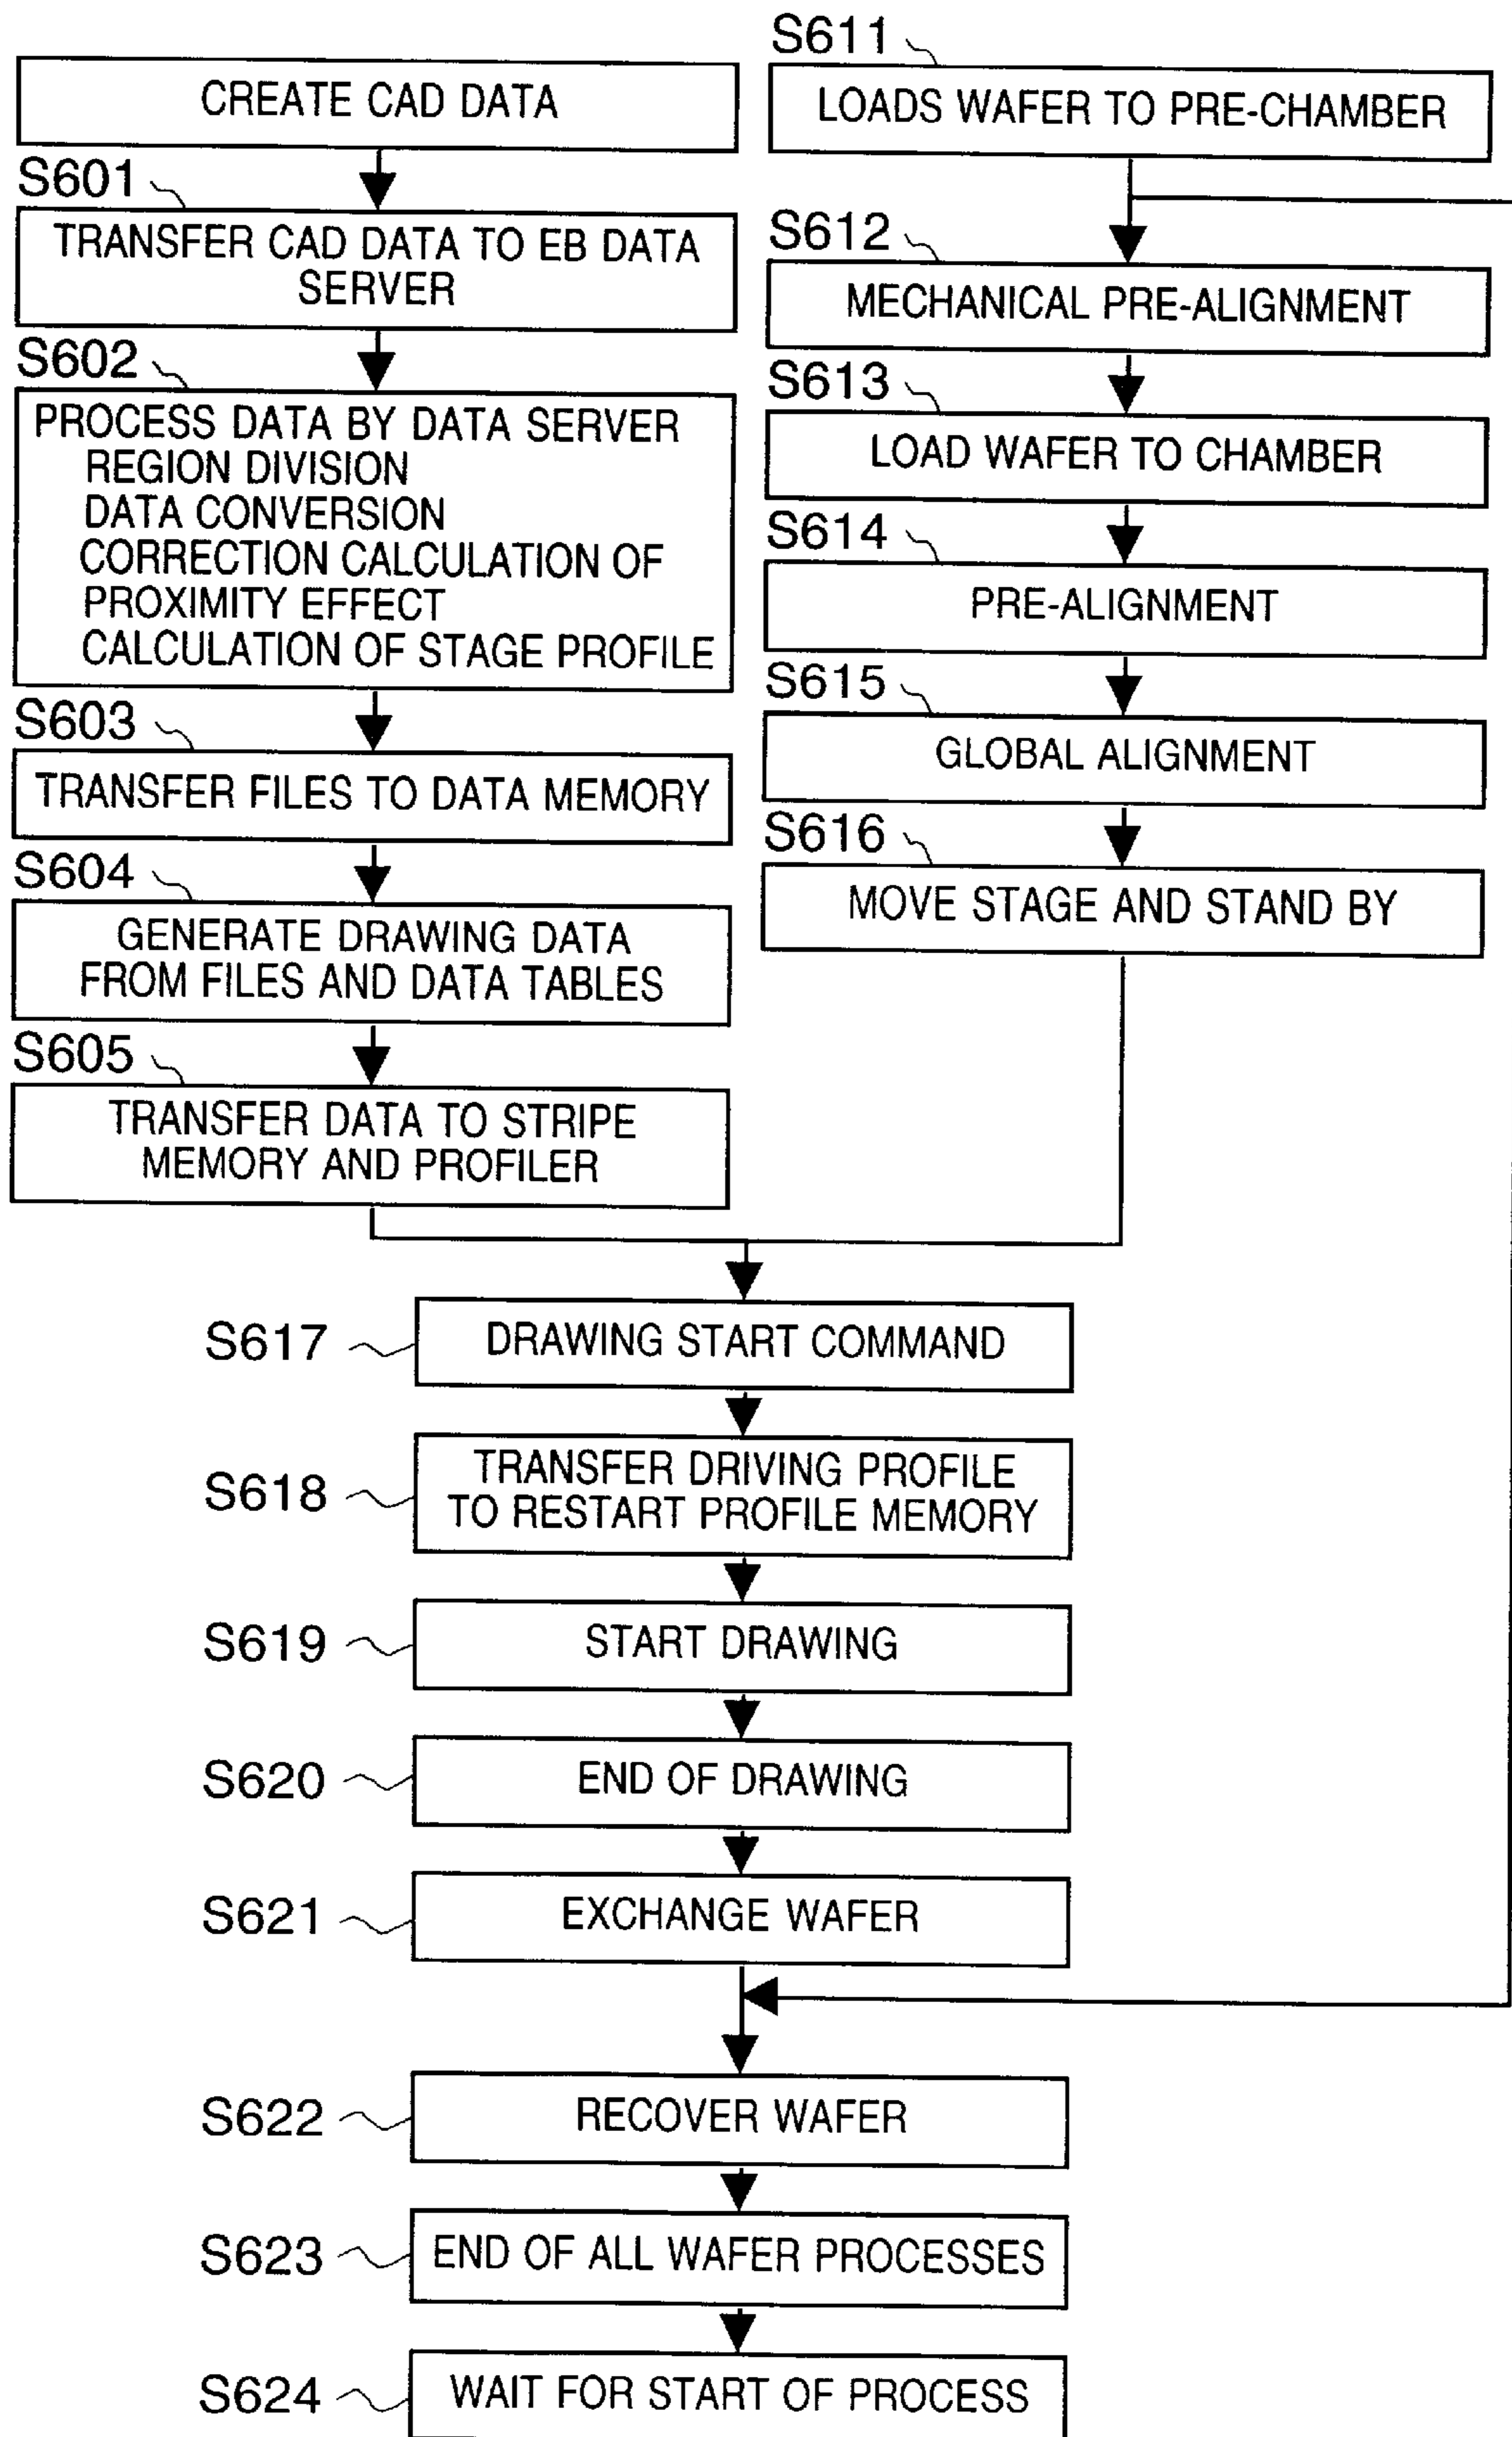 CREATE CAD DATA
S601
TRANSFER CAD DATA TO EB DATA
SERVER
S602
PROCESS DATA BY DATA SERVER
REGION DIVISION
DATA CONVERSION
CORRECTION CALCULATION OF
PROXIMITY EFFECT
CALCULATION OF STAGE PROFILE
S603
TRANSFER FILES TO DATA MEMORY
S604
GENERATE DRAWING DATA
FROM FILES AND DATA TABLES
S605
TRANSFER DATA TO STRIPE
MEMORY AND PROFILER
S611
LOADS WAFER TO PRE-CHAMBER
S612
MECHANICAL PRE-ALIGNMENT
S613
LOAD WAFER TO CHAMBER
S614
PRE-ALIGNMENT
S615
GLOBAL ALIGNMENT
S616
MOVE STAGE AND STAND BY
S617
DRAWING START COMMAND
S618
TRANSFER DRIVING PROFILE
TO RESTART PROFILE MEMORY
S619
START DRAWING
S620
END OF DRAWING
S621
EXCHANGE WAFER
S622
RECOVER WAFER
S623
END OF ALL WAFER PROCESSES
S624
WAIT FOR START OF PROCESS